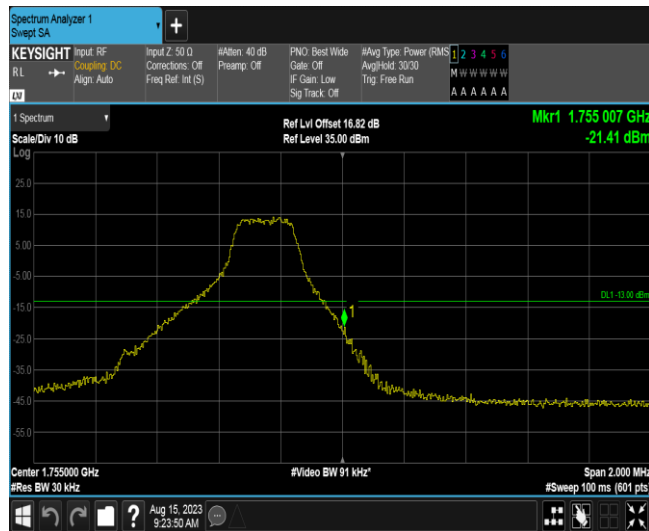 Spectrum Analyzer 1
Swept SA
KEYSIGHT
RL
LXI
Input: RF
Coupling: DC
Align: Auto
Input Z: 50 Ω
Corrections: Off
Freq Ref: Int (S)
#Atten: 40 dB
Preamp: Off
PNO: Best Wide
Gate: Off
IF Gain: Low
Sig Track: Off
#Avg Type: Power (RMS
Avg|Hold: 30/30
Trig: Free Run
1 2 3 4 5 6
M W W W W W
A A A A A A
1 Spectrum
Scale/Div 10 dB
Log
Ref Lvl Offset 16.82 dB
Ref Level 35.00 dBm
Mkr1 1.755 007 GHz
-21.41 dBm
25.0
15.0
5.00
-5.00
DL1 -13.00 dBm
-15.0
1
-25.0
-35.0
-45.0
-55.0
Center 1.755000 GHz
#Video BW 91 kHz*
Span 2.000 MHz
#Res BW 30 kHz
#Sweep 100 ms (601 pts)
?
Aug 15, 2023
9:23:50 AM